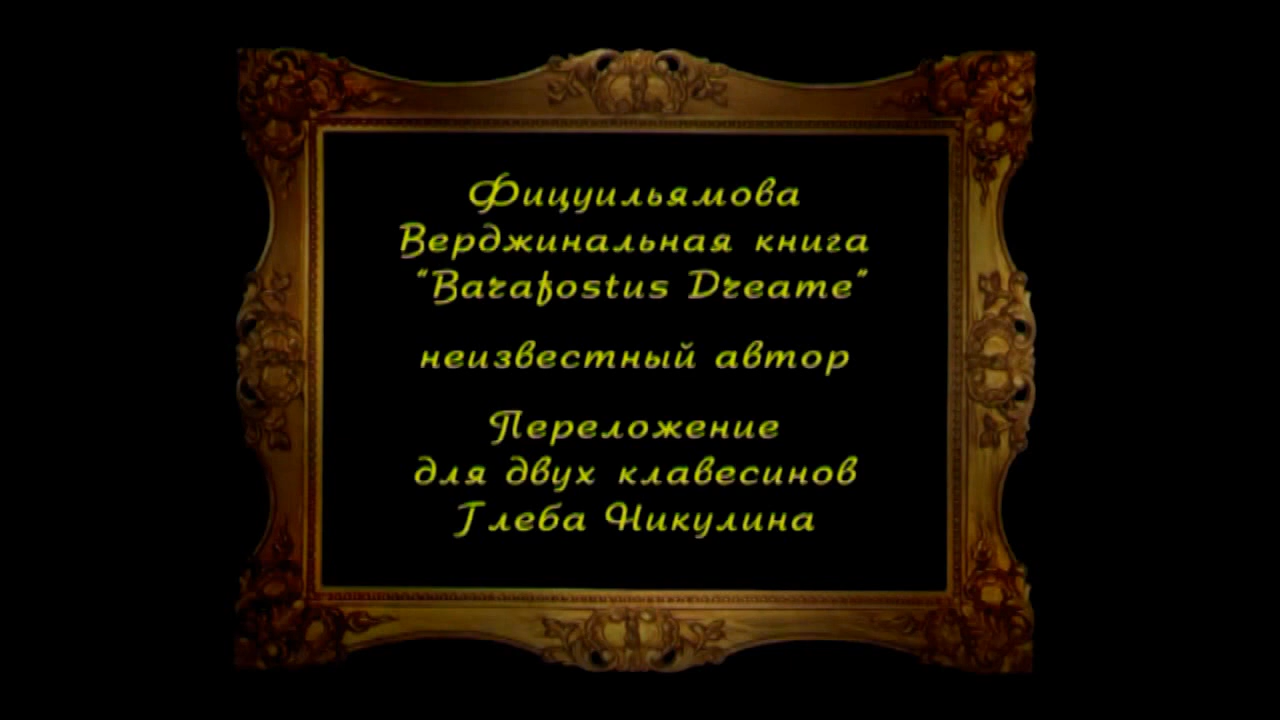 Фицуильямова
Верджинальная книга
“Barafostus Dreame”
неизвестный автор
Переложение
для двух клавесинов
Глеба Никулина